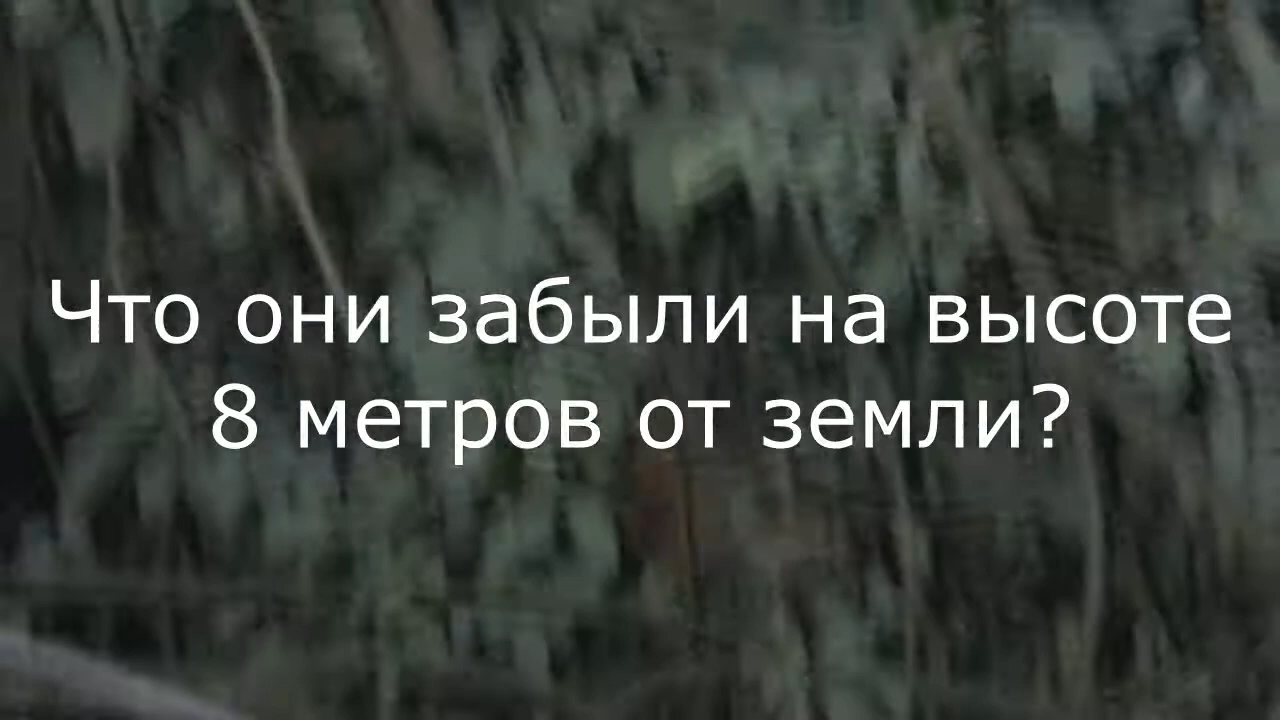 Что они забыли на высоте
8 метров от земли?